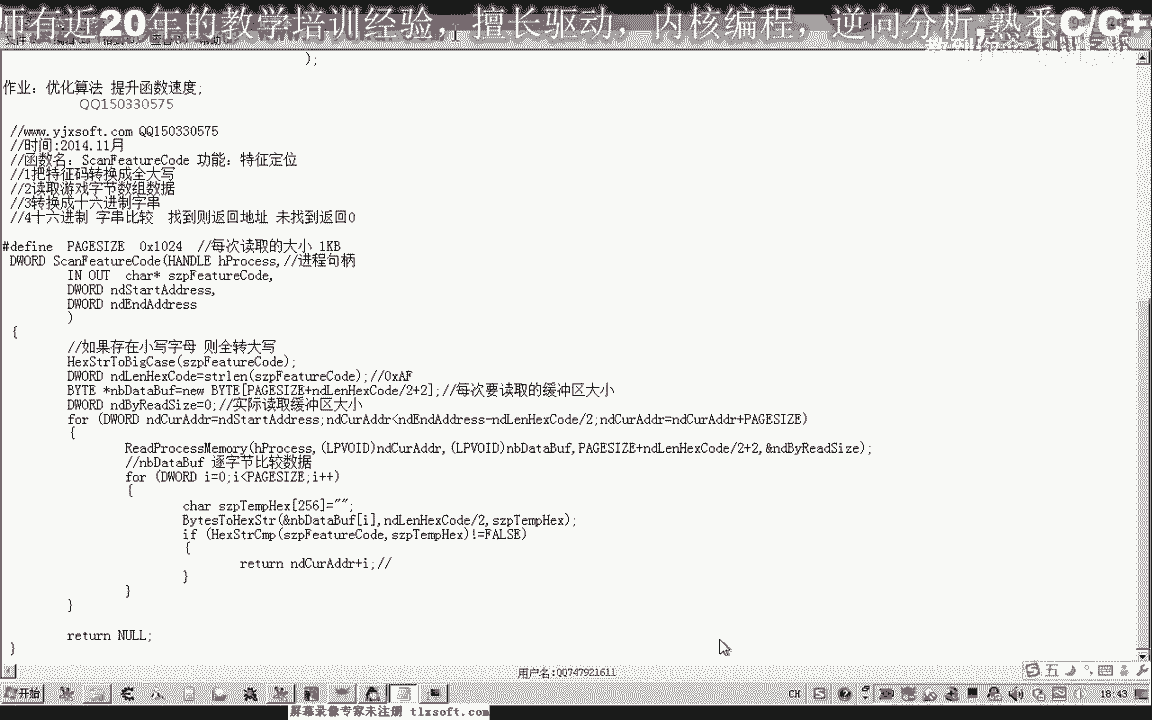 师有近20年的教学培训经验，擅长驱动，内核编程，逆向分析,熟悉C/C+
);
作业: 优化算法 提升函数速度;
QQ150330575
//www.yjxsoft.com QQ150330575
//时间:2014.11月
//函数名: ScanFeatureCode 功能: 特征定位
//1把特征码转换成全大写
//2读取游戏字节数组数据
//3转换成十六进制字串
//4十六进制 字串比较  找到则返回地址 未找到返回0
#define  PAGESIZE  0x1024  //每次读取的大小 1KB
DWORD ScanFeatureCode(HANDLE hProcess,//进程句柄
IN OUT  char* szpFeatureCode,
DWORD ndStartAddress,
DWORD ndEndAddress
)
{
//如果存在小写字母 则全转大写
HexStrToBigCase(szpFeatureCode);
DWORD ndLenHexCode=strlen(szpFeatureCode);//0xAF
BYTE *nbDataBuf=new BYTE[PAGESIZE+ndLenHexCode/2+2];//每次要读取的缓冲区大小
DWORD ndByReadSize=0;//实际读取缓冲区大小
for (DWORD ndCurAddr=ndStartAddress;ndCurAddr<ndEndAddress-ndLenHexCode/2;ndCurAddr=ndCurAddr+PAGESIZE)
{
ReadProcessMemory(hProcess,(LPVOID)ndCurAddr,(LPVOID)nbDataBuf,PAGESIZE+ndLenHexCode/2+2,&ndByReadSize);
//nbDataBuf 逐字节比较数据
for (DWORD i=0;i<PAGESIZE;i++)
{
char szpTempHex[256]="";
BytesToHexStr(&nbDataBuf[i],ndLenHexCode/2,szpTempHex);
if (HexStrCmp(szpFeatureCode,szpTempHex)!=FALSE)
{
return ndCurAddr+i;//
}
}
}
return NULL;
}
用户名:QQ747921611
五
开始
CH
18:43
屏幕录像专家未注册 tlxsoft.com